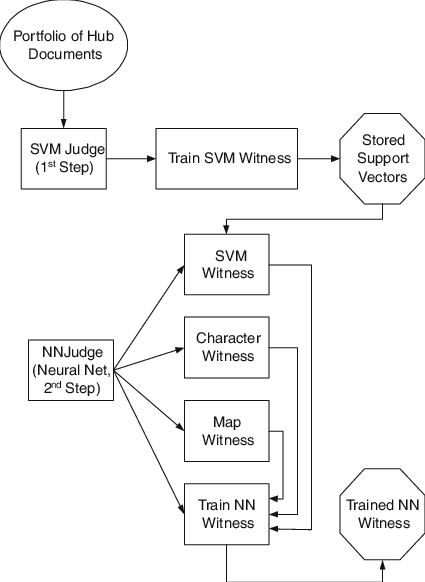 Portfolio of Hub
Documents
SVM Judge
(1st Step)
Train SVM Witness
Stored
Support
Vectors
SVM
Witness
NNJudge
(Neural Net,
2nd Step)
Character
Witness
Map
Witness
Train NN
Witness
Trained NN
Witness